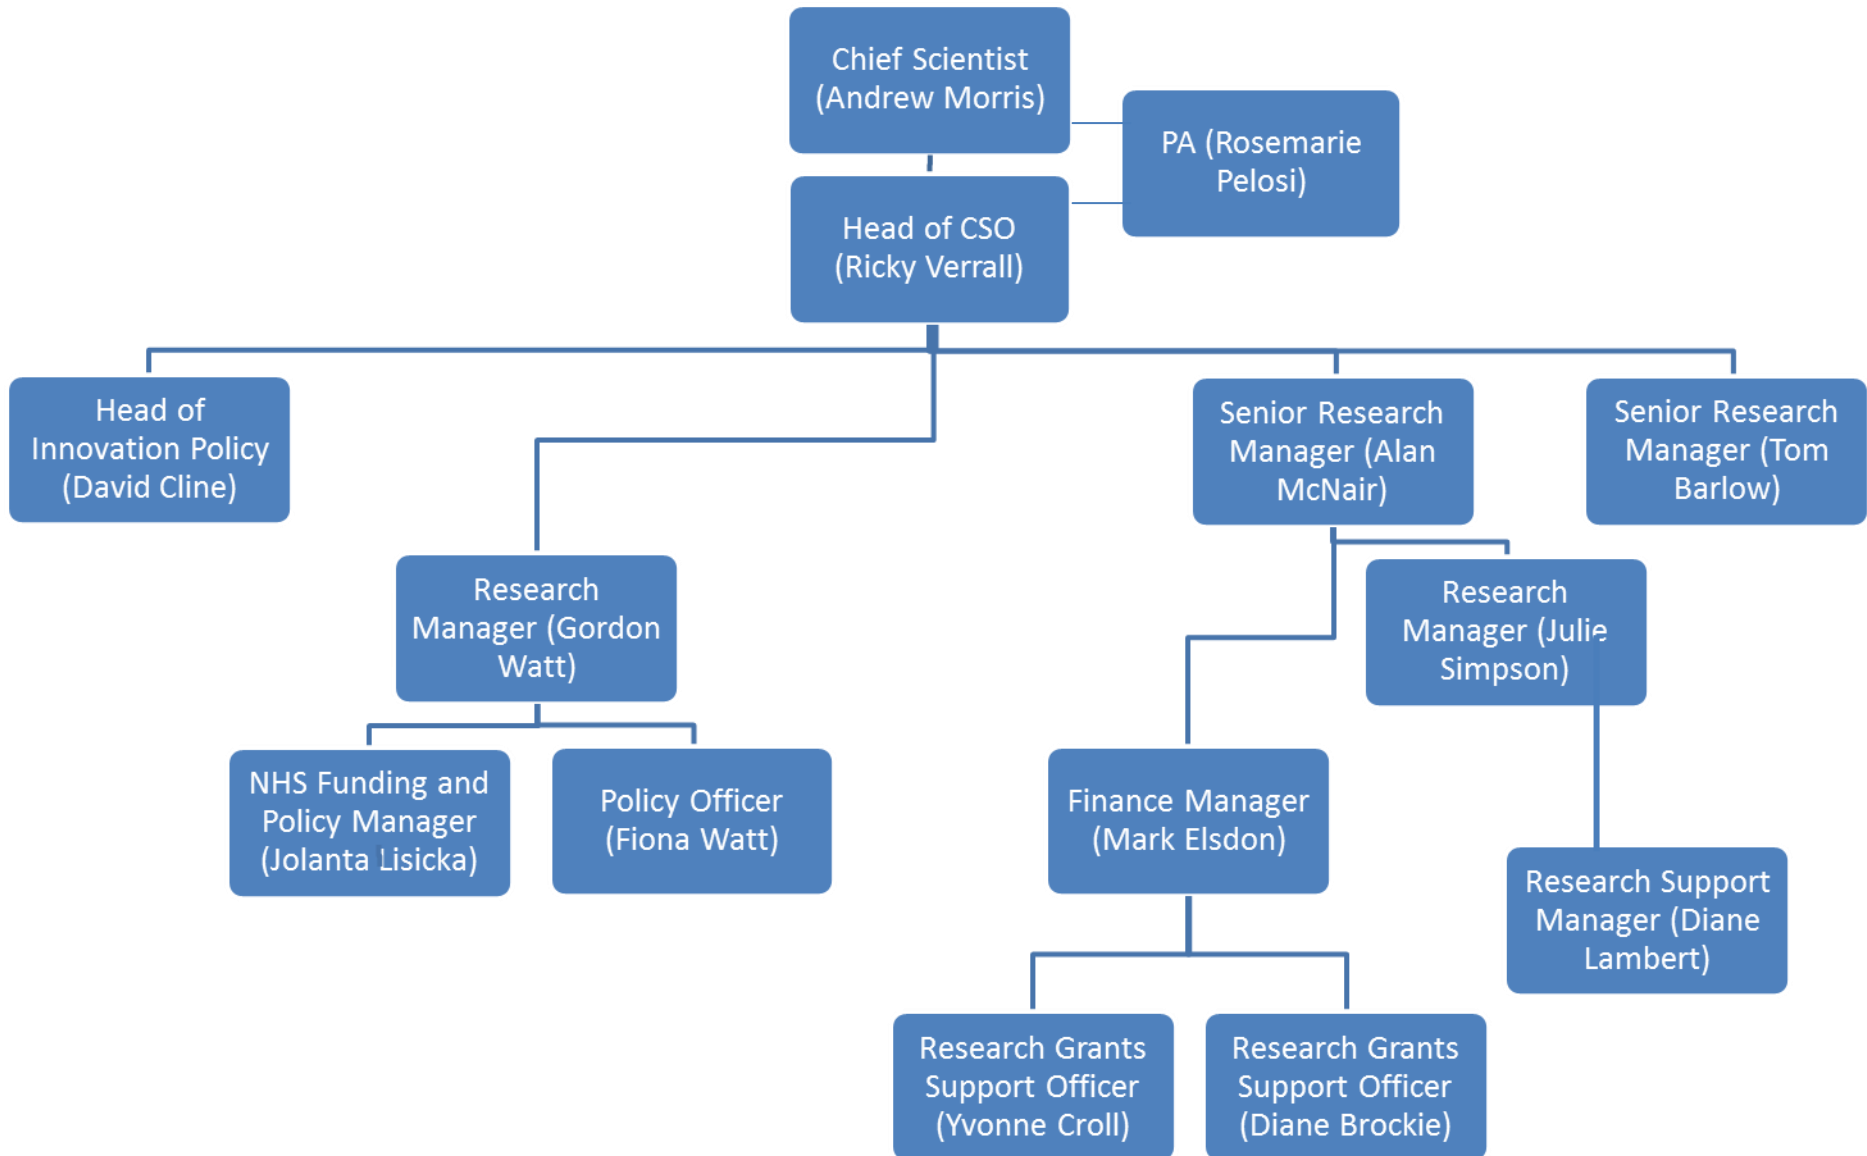 Chief Scientist
(Andrew Morris)
PA (Rosemarie
Pelosi)
Head of CSO
(Ricky Verrall)
Head of
Innovation Policy
(David Cline)
Senior Research
Manager (Alan
McNair)
Senior Research
Manager (Tom
Barlow)
Research
Manager (Gordon
Watt)
Research
Manager (Julie
Simpson)
NHS Funding and
Policy Manager
(Jolanta Lisicka)
Policy Officer
(Fiona Watt)
Finance Manager
(Mark Elsdon)
Research Support
Manager (Diane
Lambert)
Research Grants
Support Officer
(Yvonne Croll)
Research Grants
Support Officer
(Diane Brockie)